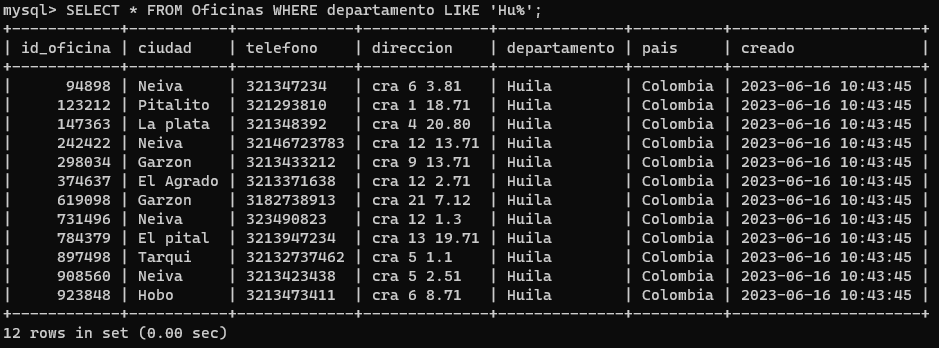 mysql> SELECT * FROM Oficinas WHERE departamento LIKE 'Hu%';
+------------+-----------+-------------+--------------+--------------+----------+---------------------+
| id_oficina | ciudad    | telefono    | direccion    | departamento | pais     | creado              |
+------------+-----------+-------------+--------------+--------------+----------+---------------------+
|      94898 | Neiva     | 321347234   | cra 6 3.81   | Huila        | Colombia | 2023-06-16 10:43:45 |
|     123212 | Pitalito  | 321293810   | cra 1 18.71  | Huila        | Colombia | 2023-06-16 10:43:45 |
|     147363 | La plata  | 321348392   | cra 4 20.80  | Huila        | Colombia | 2023-06-16 10:43:45 |
|     242422 | Neiva     | 32146723783 | cra 12 13.71 | Huila        | Colombia | 2023-06-16 10:43:45 |
|     298034 | Garzon    | 3213433212  | cra 9 13.71  | Huila        | Colombia | 2023-06-16 10:43:45 |
|     374637 | El Agrado | 3213371638  | cra 12 2.71  | Huila        | Colombia | 2023-06-16 10:43:45 |
|     619098 | Garzon    | 3182738913  | cra 21 7.12  | Huila        | Colombia | 2023-06-16 10:43:45 |
|     731496 | Neiva     | 323490823   | cra 12 1.3   | Huila        | Colombia | 2023-06-16 10:43:45 |
|     784379 | El pital  | 3213947234  | cra 13 19.71 | Huila        | Colombia | 2023-06-16 10:43:45 |
|     897498 | Tarqui    | 32132737462 | cra 5 1.1    | Huila        | Colombia | 2023-06-16 10:43:45 |
|     908560 | Neiva     | 3213423438  | cra 5 2.51   | Huila        | Colombia | 2023-06-16 10:43:45 |
|     923848 | Hobo      | 3213473411  | cra 6 8.71   | Huila        | Colombia | 2023-06-16 10:43:45 |
+------------+-----------+-------------+--------------+--------------+----------+---------------------+
12 rows in set (0.00 sec)